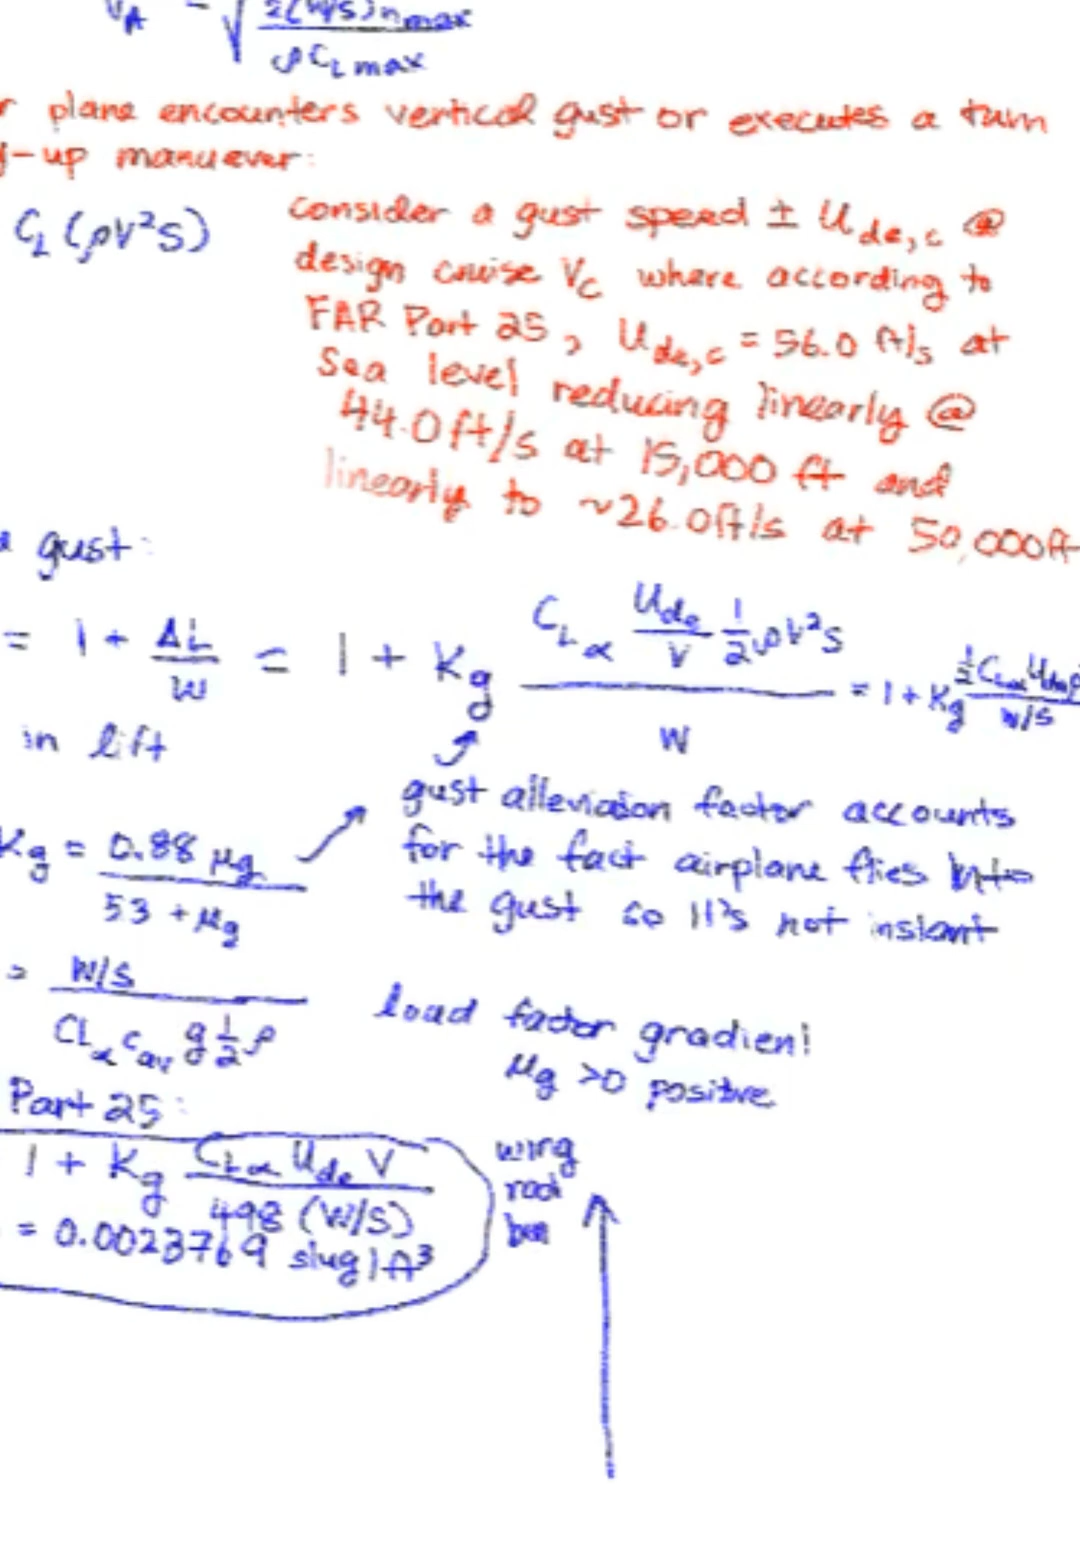 V_A = √(2(W/S)n_max / ρC_L max)
plane encounters vertical gust or executes a turn
-up manuever:
C_L (ρV²S)
consider a gust speed ± U_de,c @
design cruise V_C where according to
FAR Part 25, U_de,c = 56.0 ft/s at
Sea level reducing linearly @
44.0 ft/s at 15,000 ft and
linearly to ~26.0 ft/s at 50,000 ft
gust:
= 1 + ΔL/W = 1 + K_g (C_Lα (U_de/V) ½ρV²S) / W = 1 + K_g (½ C_Lα U_de ρ) / (W/S)
in lift
gust alleviation factor accounts
for the fact airplane flies into
the gust so it's not instant
K_g = 0.88 μ_g / (53 + μ_g)
= W/S / (CL_α c_av g ½ ρ)
load factor gradient
μ_g >0 positive
Part 25:
1 + K_g C_Lα U_de V / 498 (W/S)
= 0.0023769 slug/ft³
wing
root